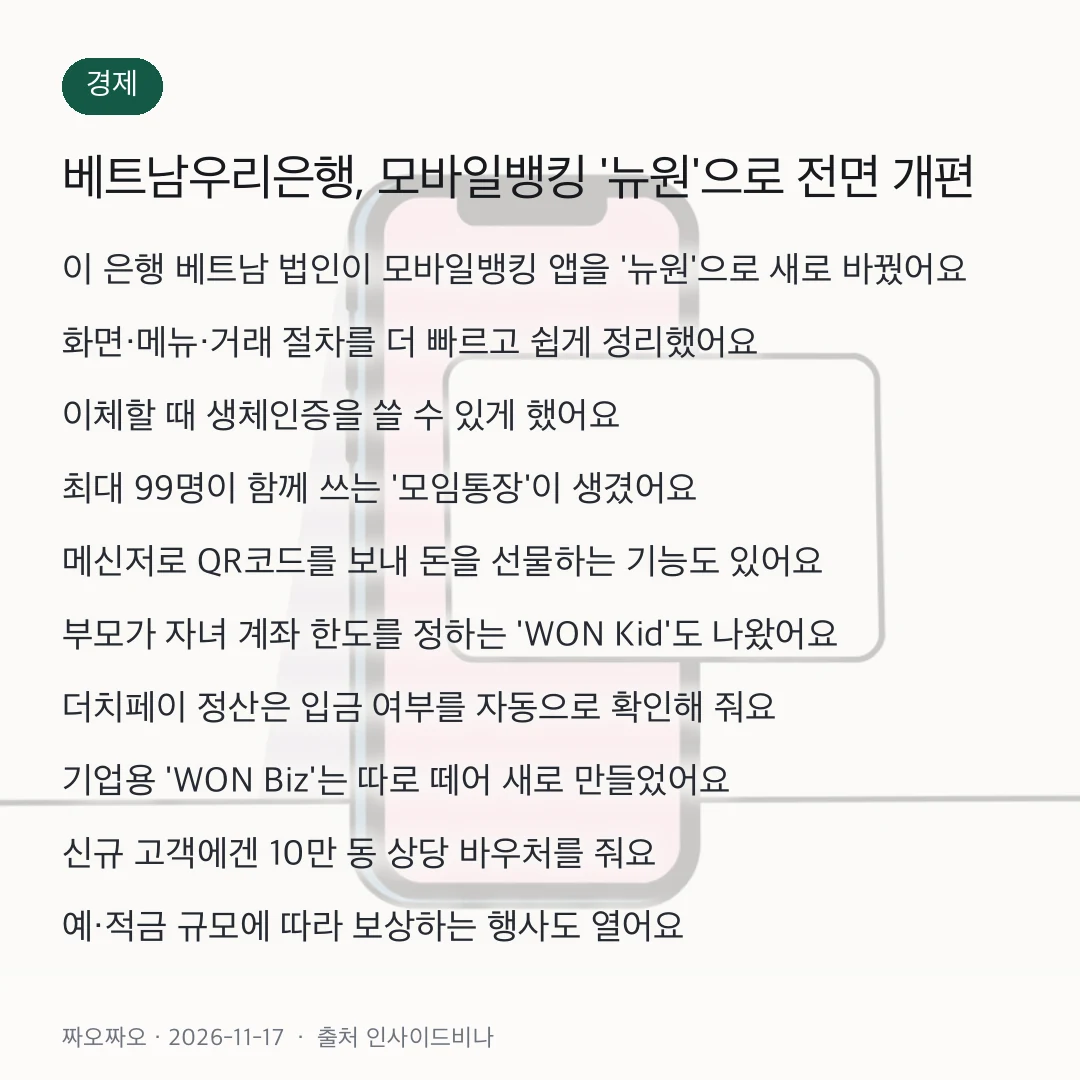 경제
베트남우리은행, 모바일뱅킹 '뉴원'으로 전면 개편
이 은행 베트남 법인이 모바일뱅킹 앱을 '뉴원'으로 새로 바꿨어요
화면·메뉴·거래 절차를 더 빠르고 쉽게 정리했어요
이체할 때 생체인증을 쓸 수 있게 했어요
최대 99명이 함께 쓰는 '모임통장'이 생겼어요
메신저로 QR코드를 보내 돈을 선물하는 기능도 있어요
부모가 자녀 계좌 한도를 정하는 'WON Kid'도 나왔어요
더치페이 정산은 입금 여부를 자동으로 확인해 줘요
기업용 'WON Biz'는 따로 떼어 새로 만들었어요
신규 고객에겐 10만 동 상당 바우처를 줘요
예·적금 규모에 따라 보상하는 행사도 열어요
짜오짜오 · 2026-11-17 · 출처 인사이드비나